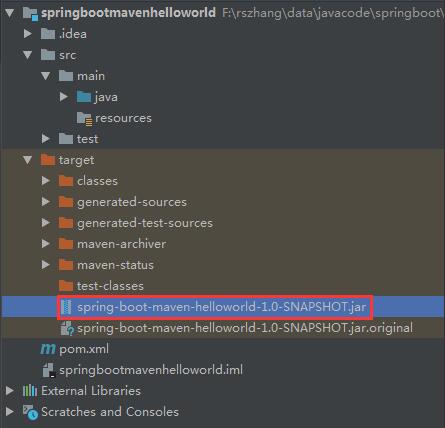 springbootmavenhelloworld F:\rszhang\data\javacode\springboot\
.idea
src
main
java
resources
test
target
classes
generated-sources
generated-test-sources
maven-archiver
maven-status
test-classes
spring-boot-maven-helloworld-1.0-SNAPSHOT.jar
spring-boot-maven-helloworld-1.0-SNAPSHOT.jar.original
pom.xml
springbootmavenhelloworld.iml
External Libraries
Scratches and Consoles